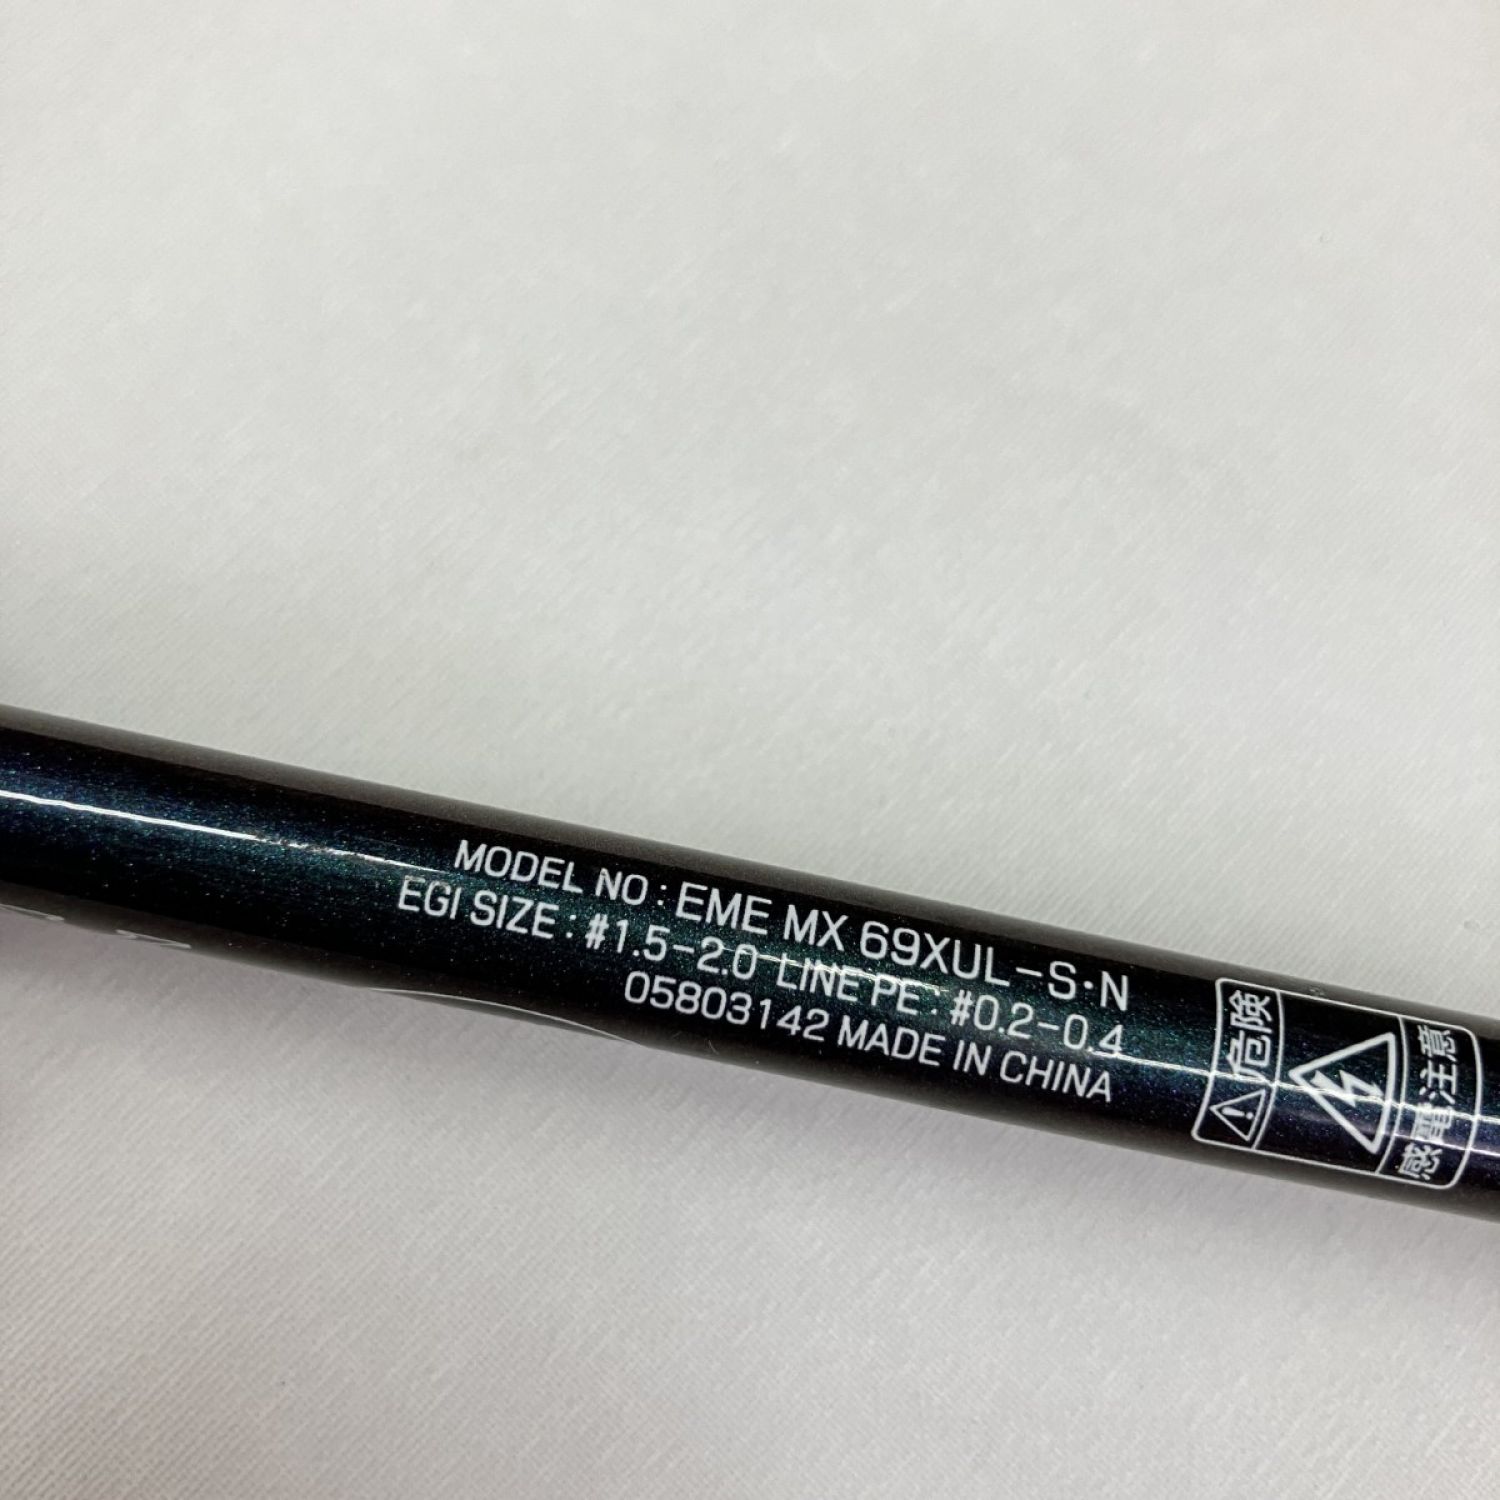 MODEL NO : EME MX 69XUL-S・N
EGI SIZE : #1.5-2.0 LINE PE : #0.2-0.4
05803142 MADE IN CHINA
危険
感電注意